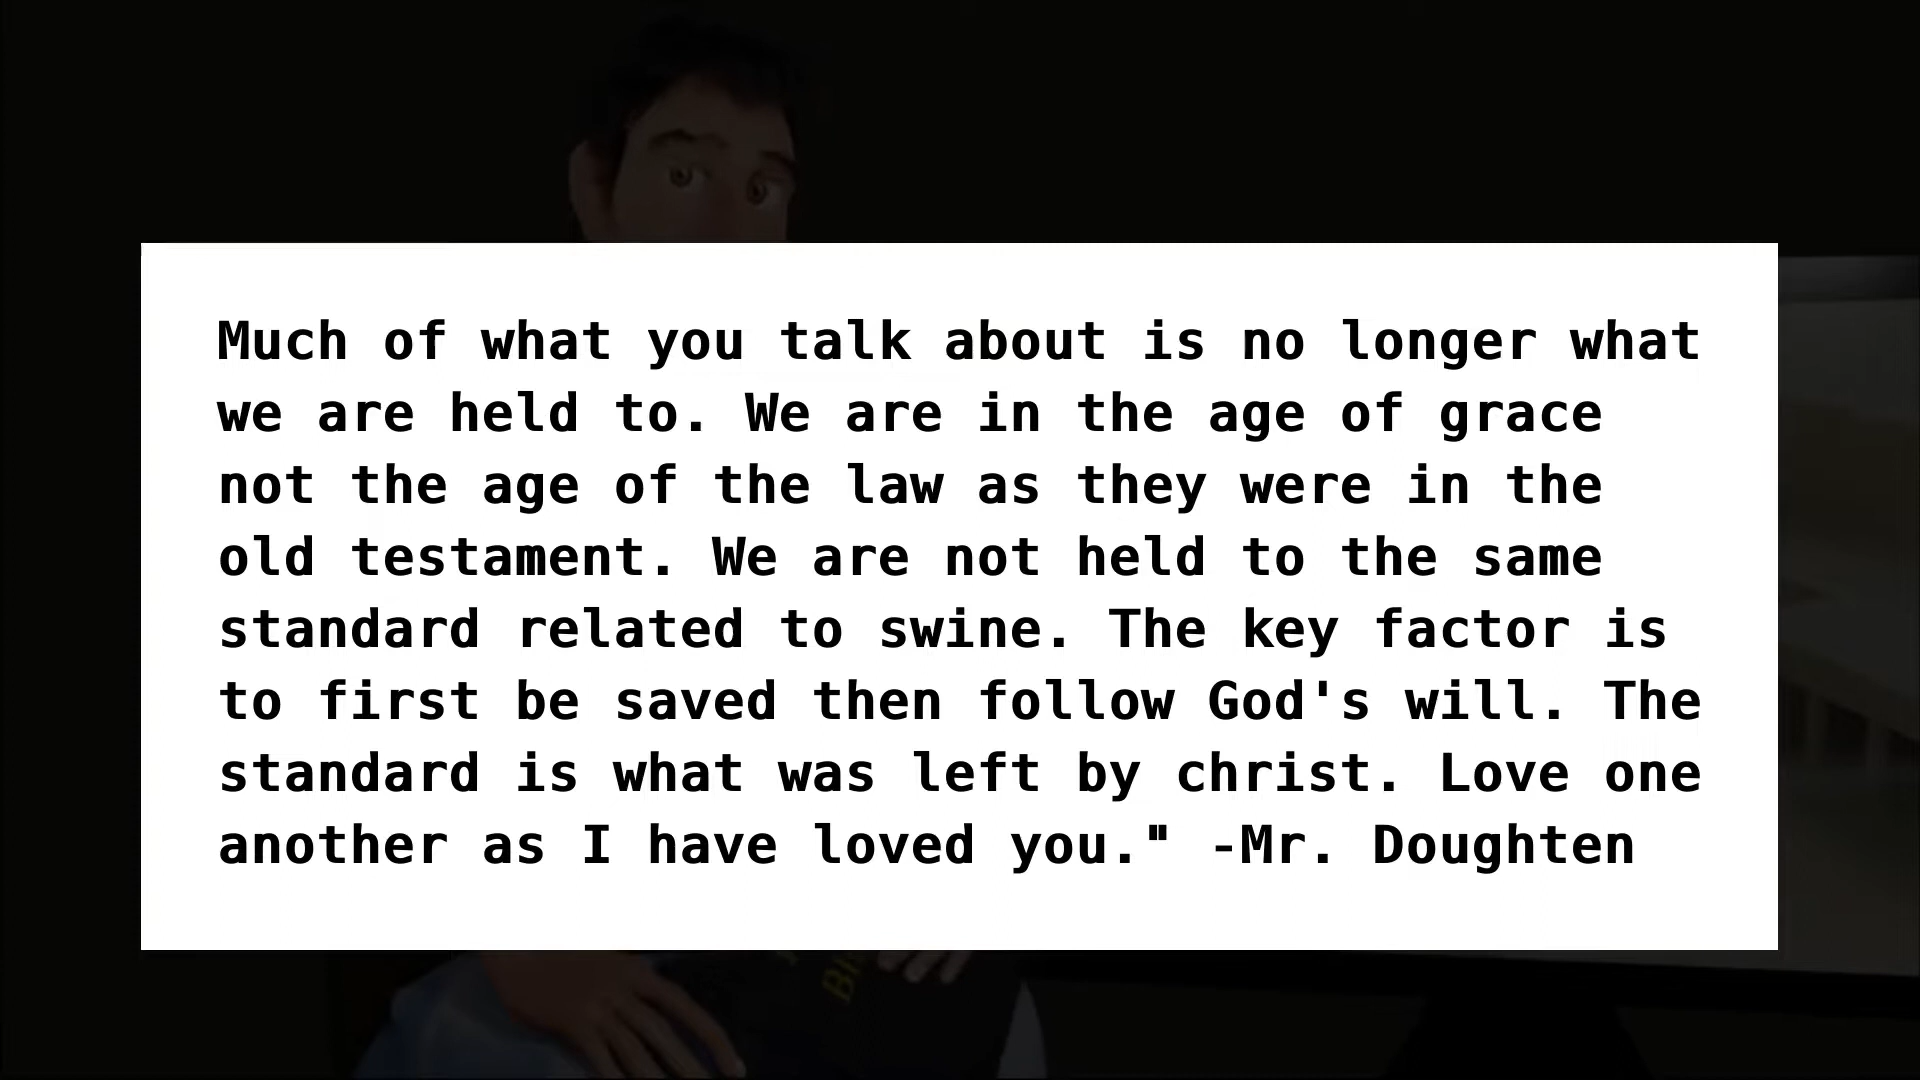 Much of what you talk about is no longer what
we are held to. We are in the age of grace
not the age of the law as they were in the
old testament. We are not held to the same
standard related to swine. The key factor is
to first be saved then follow God's will. The
standard is what was left by christ. Love one
another as I have loved you." -Mr. Doughten